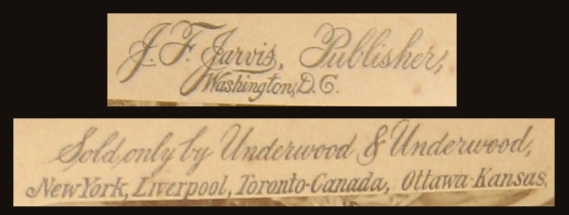 J. F. Jarvis, Publisher,
Washington, D.C.
Sold only by Underwood & Underwood,
New York, Liverpool, Toronto-Canada, Ottawa-Kansas.